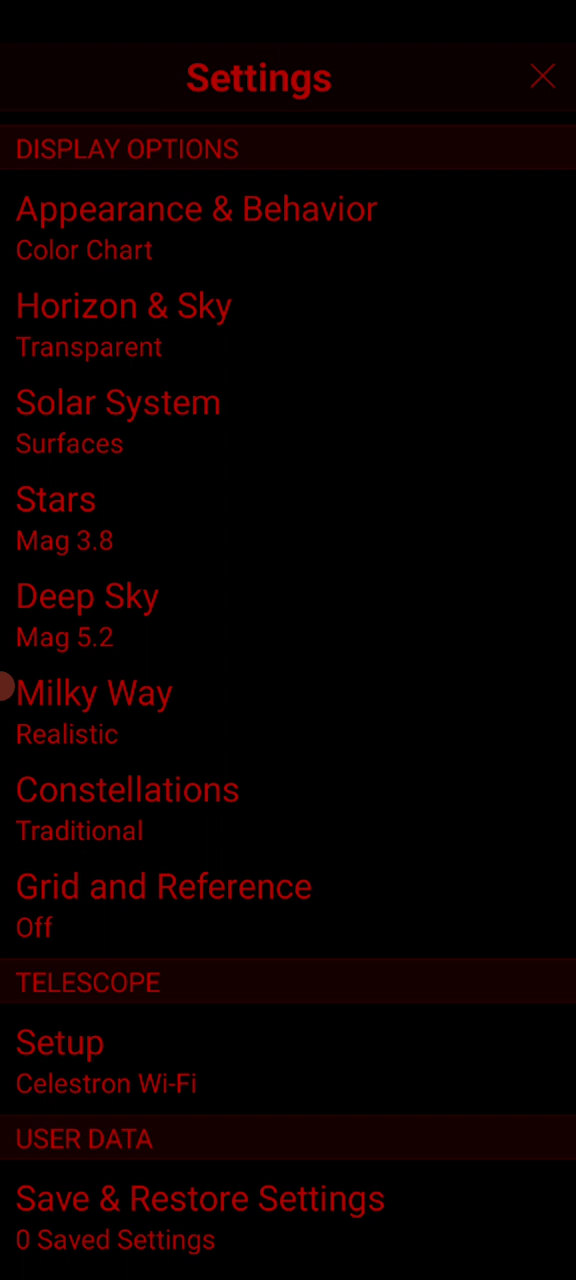 Settings
DISPLAY OPTIONS
Appearance & Behavior
Color Chart
Horizon & Sky
Transparent
Solar System
Surfaces
Stars
Mag 3.8
Deep Sky
Mag 5.2
Milky Way
Realistic
Constellations
Traditional
Grid and Reference
Off
TELESCOPE
Setup
Celestron Wi-Fi
USER DATA
Save & Restore Settings
0 Saved Settings